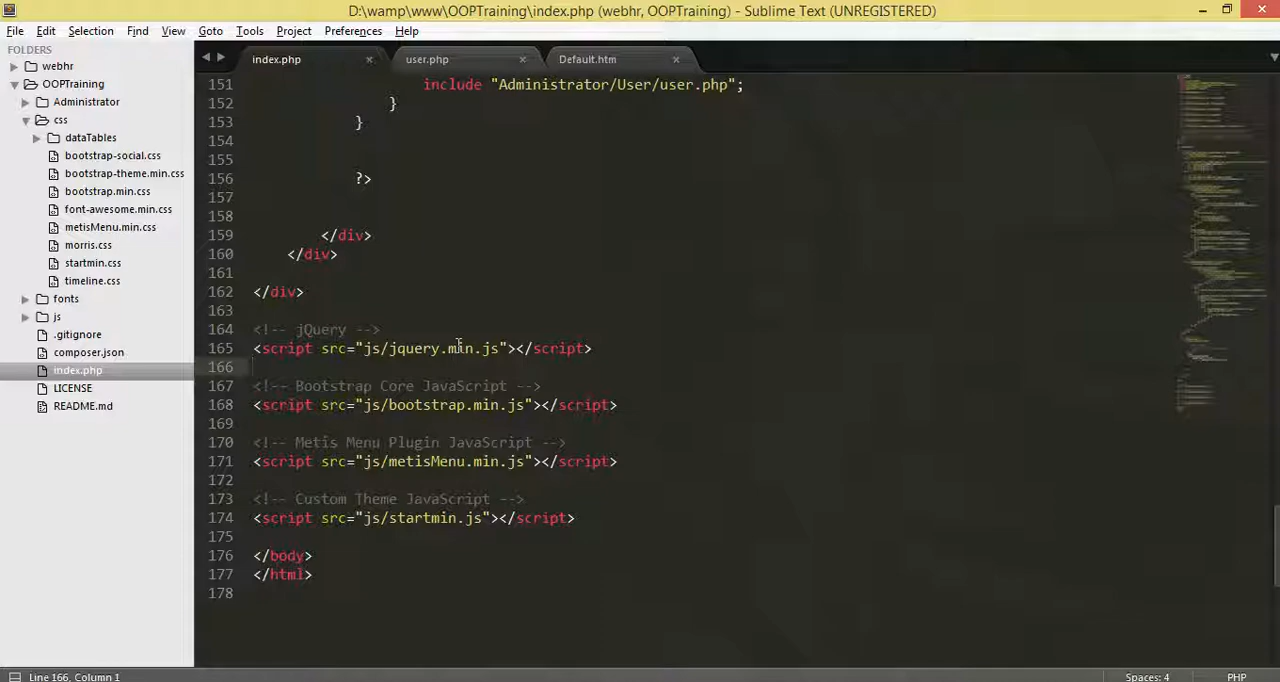 D:\wamp\www\OOPTraining\index.php (webhr, OOPTraining) - Sublime Text (UNREGISTERED)
File Edit Selection Find View Goto Tools Project Preferences Help
FOLDERS
webhr
OOPTraining
Administrator
css
dataTables
bootstrap-social.css
bootstrap-theme.min.css
bootstrap.min.css
font-awesome.min.css
metisMenu.min.css
morris.css
startmin.css
timeline.css
fonts
js
.gitignore
composer.json
index.php
LICENSE
README.md
index.php × user.php × Default.htm ×
151 include "Administrator/User/user.php";
152 }
153 }
154
155
156 ?>
157
158
159 </div>
160 </div>
161
162 </div>
163
164 <!-- jQuery -->
165 <script src="js/jquery.min.js"></script>
166
167 <!-- Bootstrap Core JavaScript -->
168 <script src="js/bootstrap.min.js"></script>
169
170 <!-- Metis Menu Plugin JavaScript -->
171 <script src="js/metisMenu.min.js"></script>
172
173 <!-- Custom Theme JavaScript -->
174 <script src="js/startmin.js"></script>
175
176 </body>
177 </html>
178
Line 166, Column 1 Spaces: 4 PHP